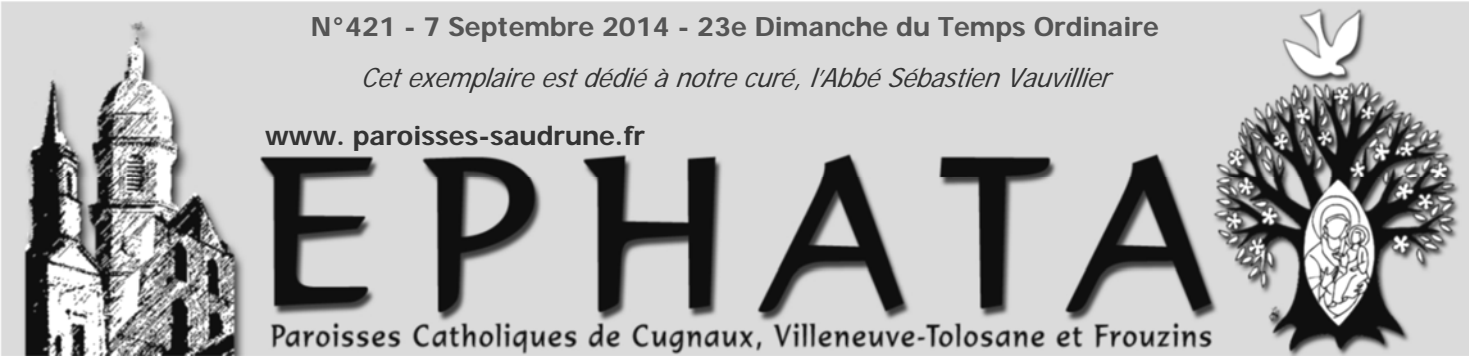 N°421 - 7 Septembre 2014 - 23e Dimanche du Temps Ordinaire
Cet exemplaire est dédié à notre curé, l'Abbé Sébastien Vauvillier
www. paroisses-saudrune.fr
EPHATA
Paroisses Catholiques de Cugnaux, Villeneuve-Tolosane et Frouzins